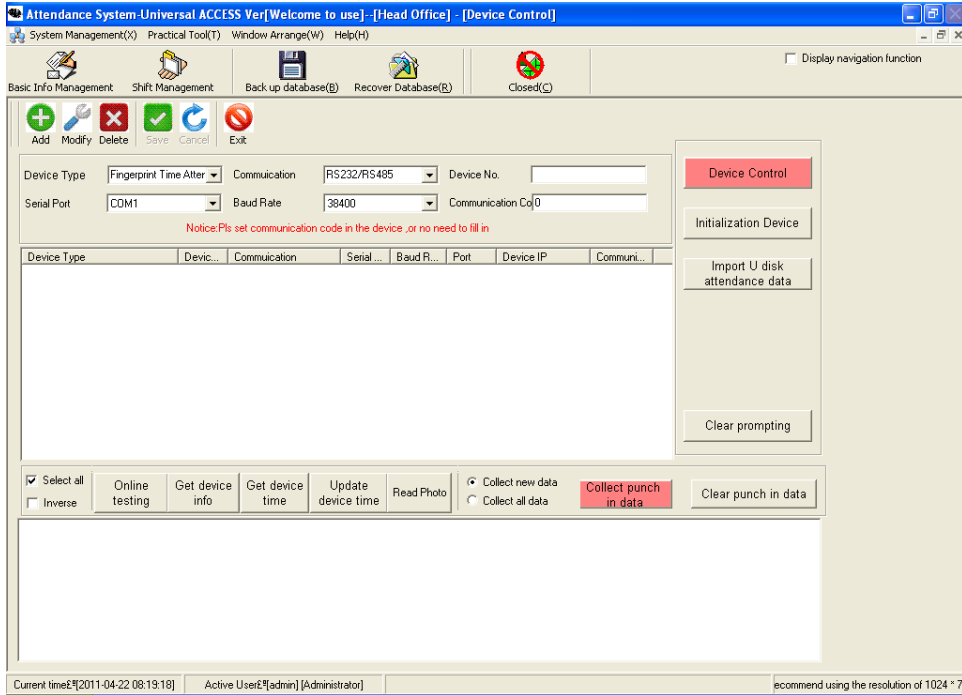 Attendance System-Universal ACCESS Ver[Welcome to use]--[Head Office] - [Device Control]
System Management(X) Practical Tool(T) Window Arrange(W) Help(H)
Basic Info Management Shift Management Back up database(B) Recover Database(R) Closed(C) Display navigation function
Add Modify Delete Save Cancel Exit
Device Type Fingerprint Time Atter Commuication RS232/RS485 Device No.
Serial Port COM1 Baud Rate 38400 Communication Co 0
Notice:Pls set communication code in the device ,or no need to fill in
Device Type Devic... Commuication Serial ... Baud R... Port Device IP Communi...
Device Control
Initialization Device
Import U disk
attendance data
Clear prompting
Select all
Inverse
Online
testing
Get device
info
Get device
time
Update
device time
Read Photo
Collect new data
Collect all data
Collect punch
in data
Clear punch in data
Current time£º[2011-04-22 08:19:18] Active User£º[admin] [Administrator] ecommend using the resolution of 1024 * 7